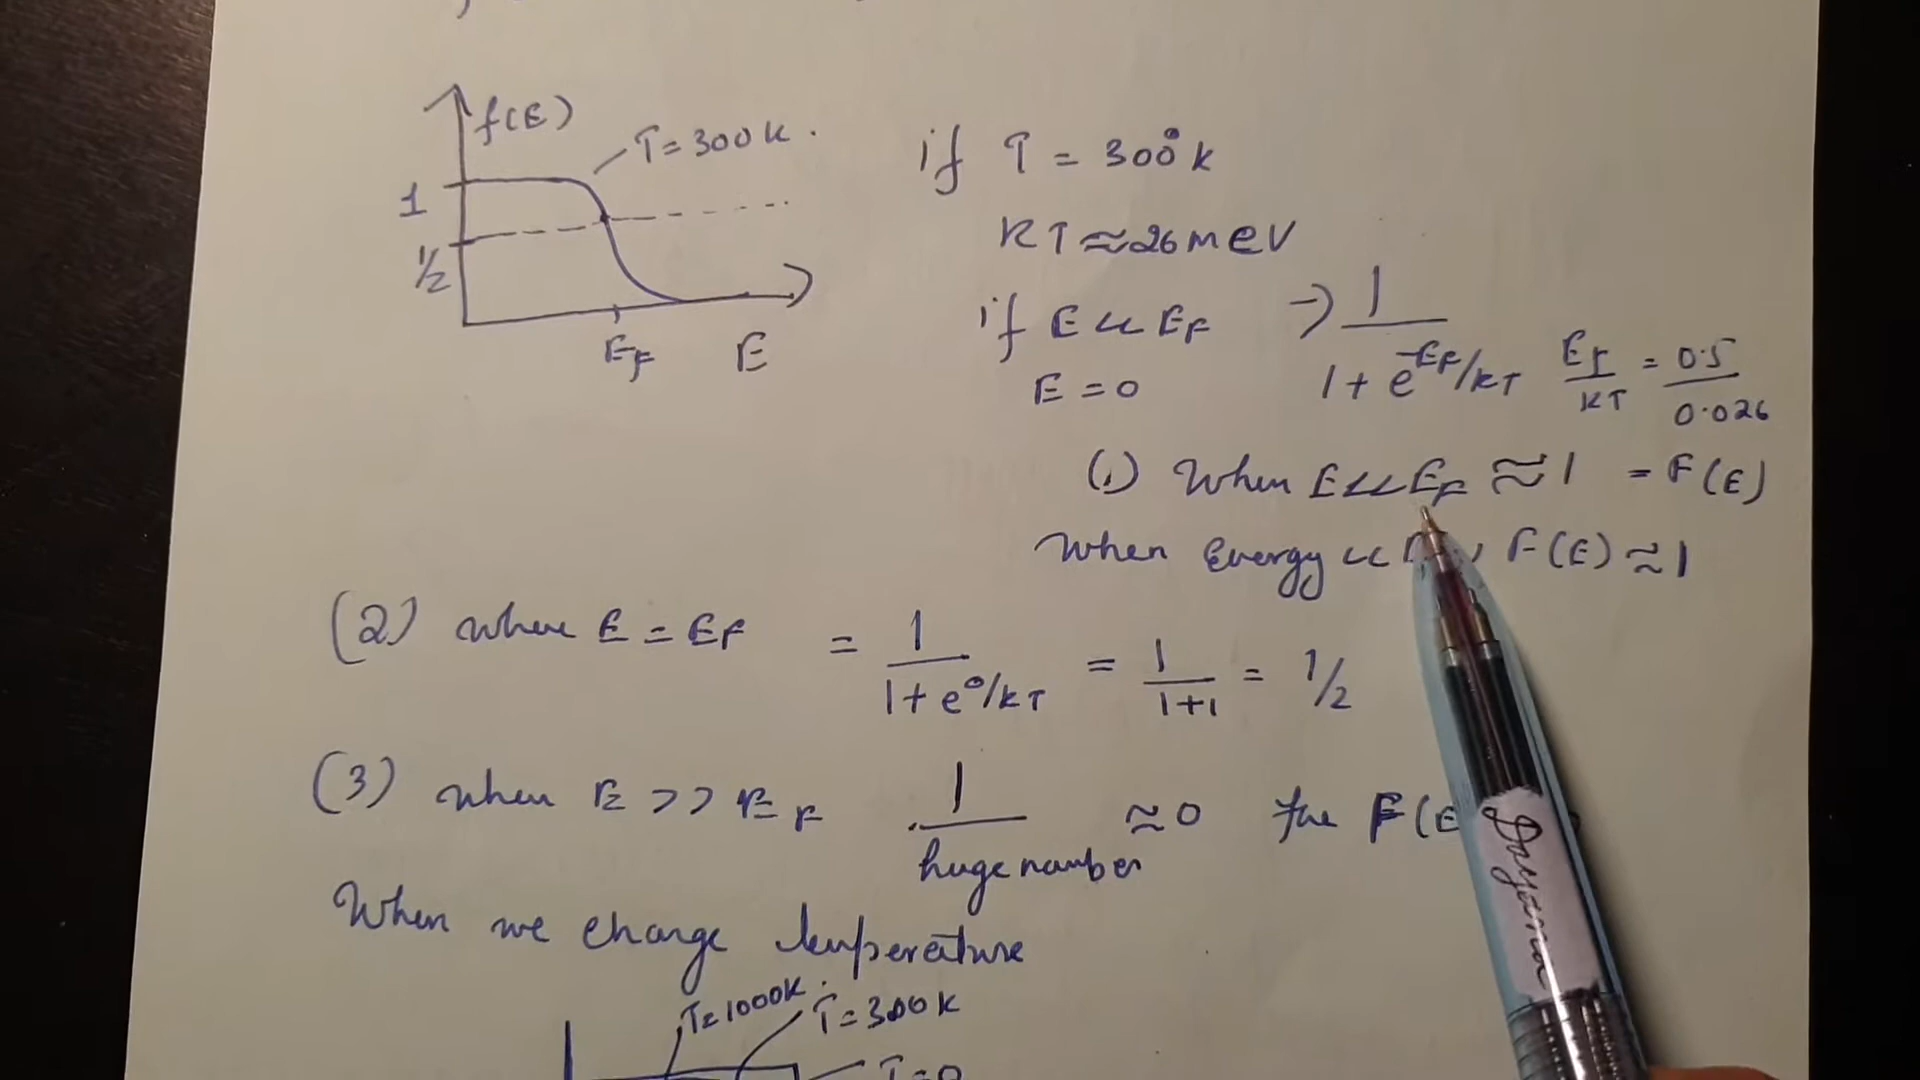 f(E)
T=300K.
1
1/2
EF
E
if T = 300°k
KT≈26meV
if E << EF → 1/1+e^-EF/kT
E = 0
EF/KT = 0.5/0.026
(1) When E<<EF ≈1 = F(E)
When Energy << , F(E)≈1
(2) when E = EF = 1/1+e^0/kT = 1/1+1 = 1/2
(3) when E >> EF 1/huge number ≈0 the F(E
When we change temperature
T=1000k.
T=300K
T=0
Dayana